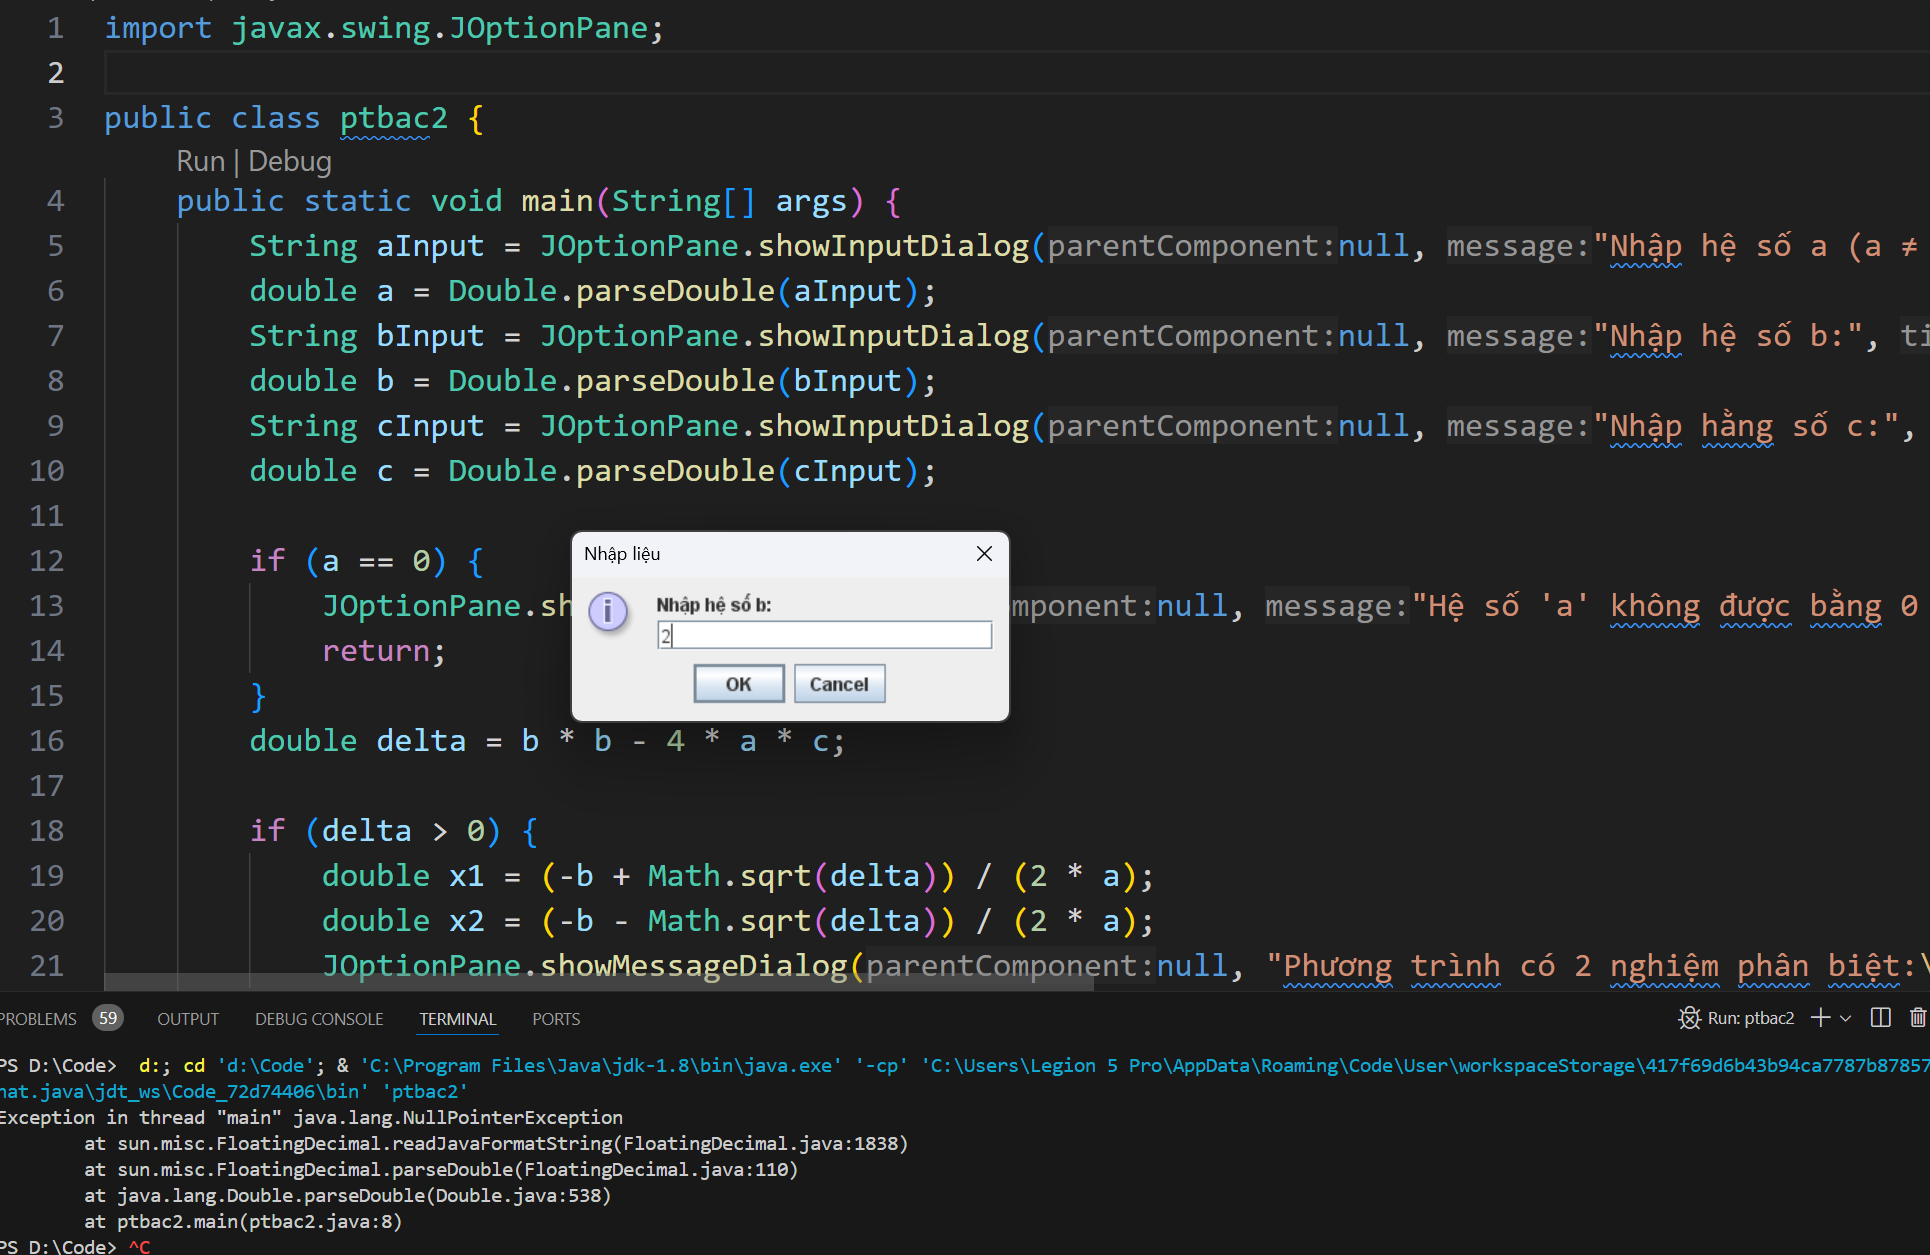 1 import javax.swing.JOptionPane;
2
3 public class ptbac2 {
Run | Debug
4 public static void main(String[] args) {
5 String aInput = JOptionPane.showInputDialog(parentComponent:null, message:"Nhập hệ số a (a ≠
6 double a = Double.parseDouble(aInput);
7 String bInput = JOptionPane.showInputDialog(parentComponent:null, message:"Nhập hệ số b:", ti
8 double b = Double.parseDouble(bInput);
9 String cInput = JOptionPane.showInputDialog(parentComponent:null, message:"Nhập hằng số c:",
10 double c = Double.parseDouble(cInput);
11
12 if (a == 0) {
13 JOptionPane.sh mponent:null, message:"Hệ số 'a' không được bằng 0
14 return;
15 }
Nhập liệu
Nhập hệ số b:
2
OK Cancel
16 double delta = b * b - 4 * a * c;
17
18 if (delta > 0) {
19 double x1 = (-b + Math.sqrt(delta)) / (2 * a);
20 double x2 = (-b - Math.sqrt(delta)) / (2 * a);
21 JOptionPane.showMessageDialog(parentComponent:null, "Phương trình có 2 nghiệm phân biệt:\
PROBLEMS 59 OUTPUT DEBUG CONSOLE TERMINAL PORTS Run: ptbac2
PS D:\Code> d:; cd 'd:\Code'; & 'C:\Program Files\Java\jdk-1.8\bin\java.exe' '-cp' 'C:\Users\Legion 5 Pro\AppData\Roaming\Code\User\workspaceStorage\417f69d6b43b94ca7787b87857
hat.java\jdt_ws\Code_72d74406\bin' 'ptbac2'
Exception in thread "main" java.lang.NullPointerException
at sun.misc.FloatingDecimal.readJavaFormatString(FloatingDecimal.java:1838)
at sun.misc.FloatingDecimal.parseDouble(FloatingDecimal.java:110)
at java.lang.Double.parseDouble(Double.java:538)
at ptbac2.main(ptbac2.java:8)
PS D:\Code> ^C